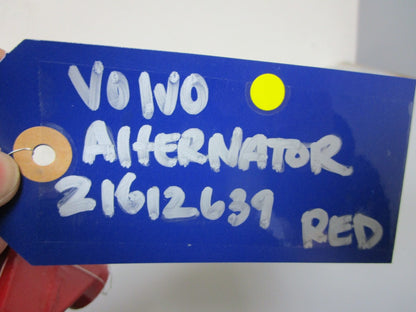 VOLVO
AlTERNATOR
21612639
RED